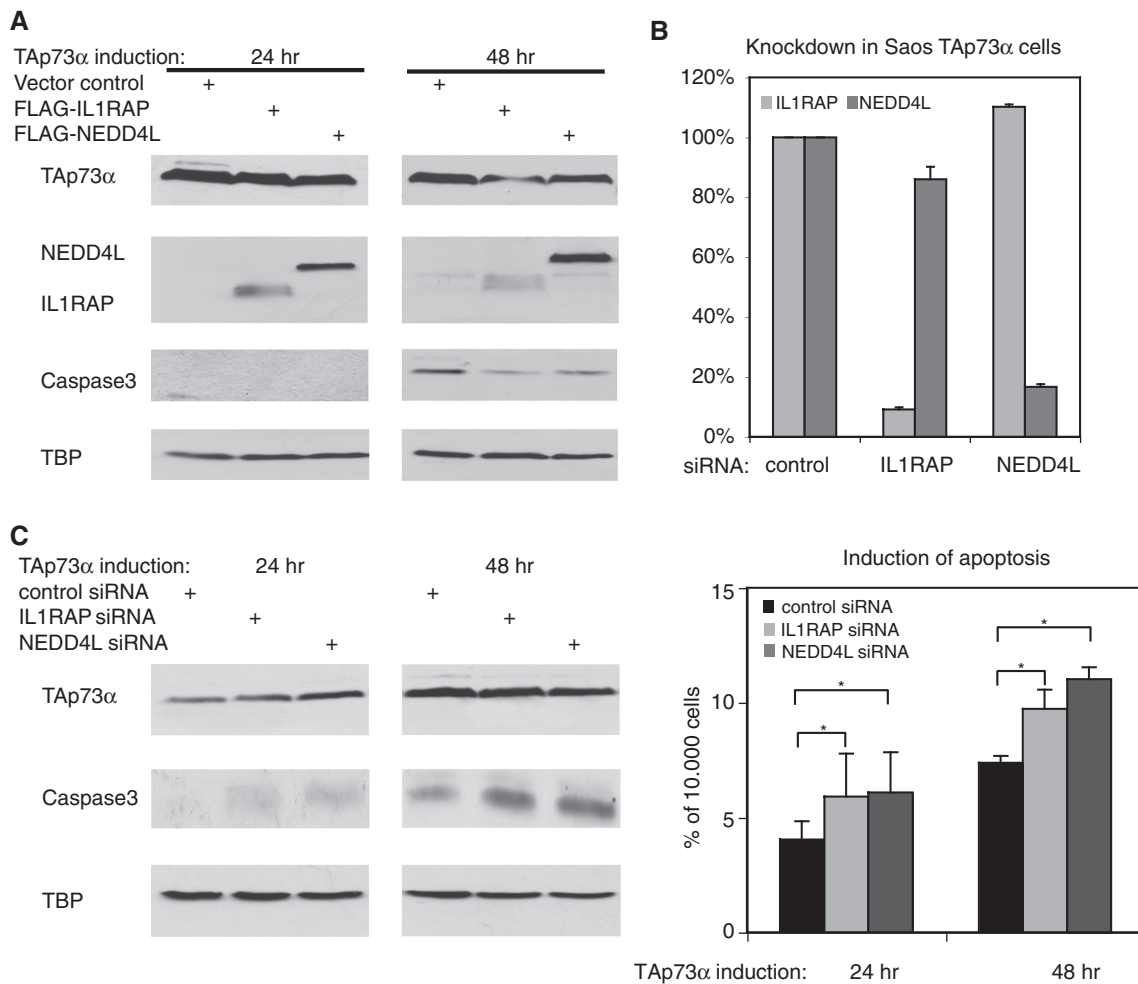 A
TAp73α induction: 24 hr 48 hr
Vector control + +
FLAG-IL1RAP + +
FLAG-NEDD4L + +
TAp73α
NEDD4L
IL1RAP
Caspase3
TBP
B
Knockdown in Saos TAp73α cells
120%
IL1RAP NEDD4L
100%
80%
60%
40%
20%
0%
siRNA: control IL1RAP NEDD4L
C
TAp73α induction: 24 hr 48 hr
control siRNA + +
IL1RAP siRNA + +
NEDD4L siRNA + +
TAp73α
Caspase3
TBP
Induction of apoptosis
15
control siRNA
IL1RAP siRNA
NEDD4L siRNA
* *
* *
10
5
0
% of 10.000 cells
TAp73α induction: 24 hr 48 hr